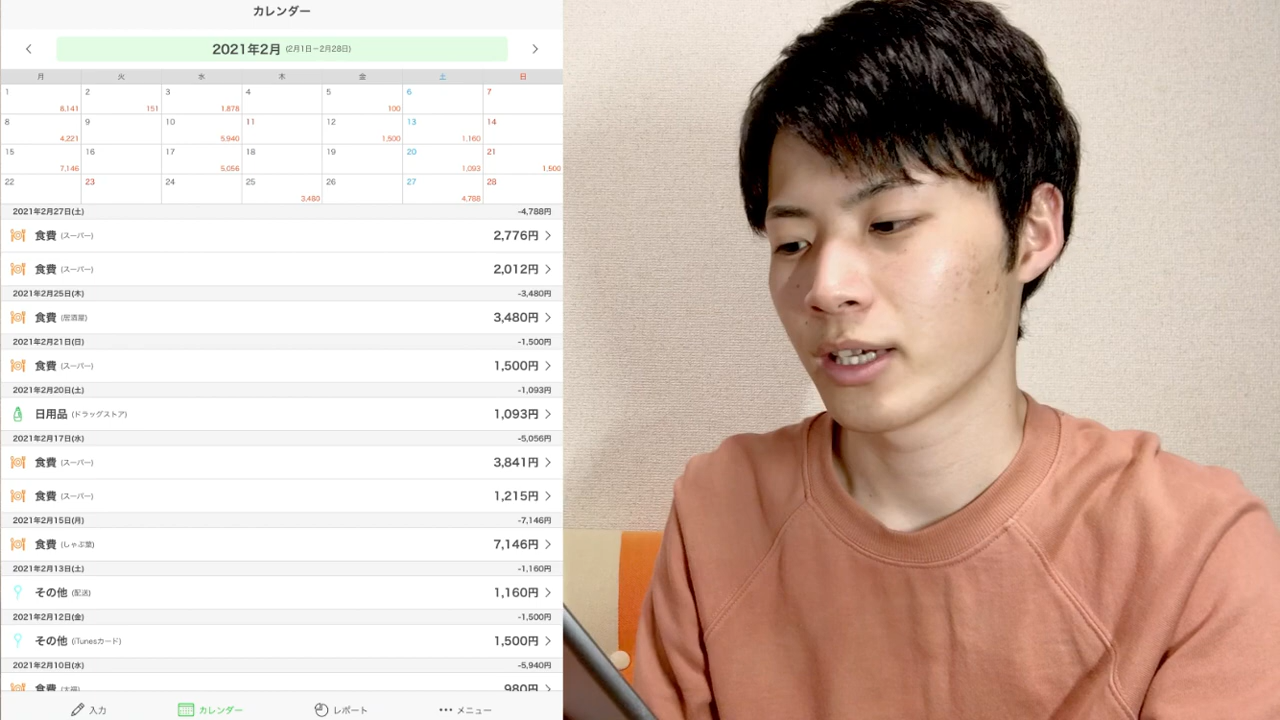 カレンダー
2021年2月 (2月1日－2月28日)
月 火 水 木 金 土 日
1 2 3 4 5 6 7
8,141 151 1,878 100
8 9 10 11 12 13 14
4,221 5,940 1,500 1,160
15 16 17 18 19 20 21
7,146 5,056 1,093 1,500
22 23 24 25 26 27 28
3,480 4,788
2021年2月27日(土) -4,788円
食費 (スーパー) 2,776円
食費 (スーパー) 2,012円
2021年2月25日(木) -3,480円
食費 (居酒屋) 3,480円
2021年2月21日(日) -1,500円
食費 (スーパー) 1,500円
2021年2月20日(土) -1,093円
日用品 (ドラッグストア) 1,093円
2021年2月17日(水) -5,056円
食費 (スーパー) 3,841円
食費 (スーパー) 1,215円
2021年2月15日(月) -7,146円
食費 (しゃぶ葉) 7,146円
2021年2月13日(土) -1,160円
その他 (配送) 1,160円
2021年2月12日(金) -1,500円
その他 (iTunesカード) 1,500円
2021年2月10日(水) -5,940円
食費 980円
入力 カレンダー レポート メニュー